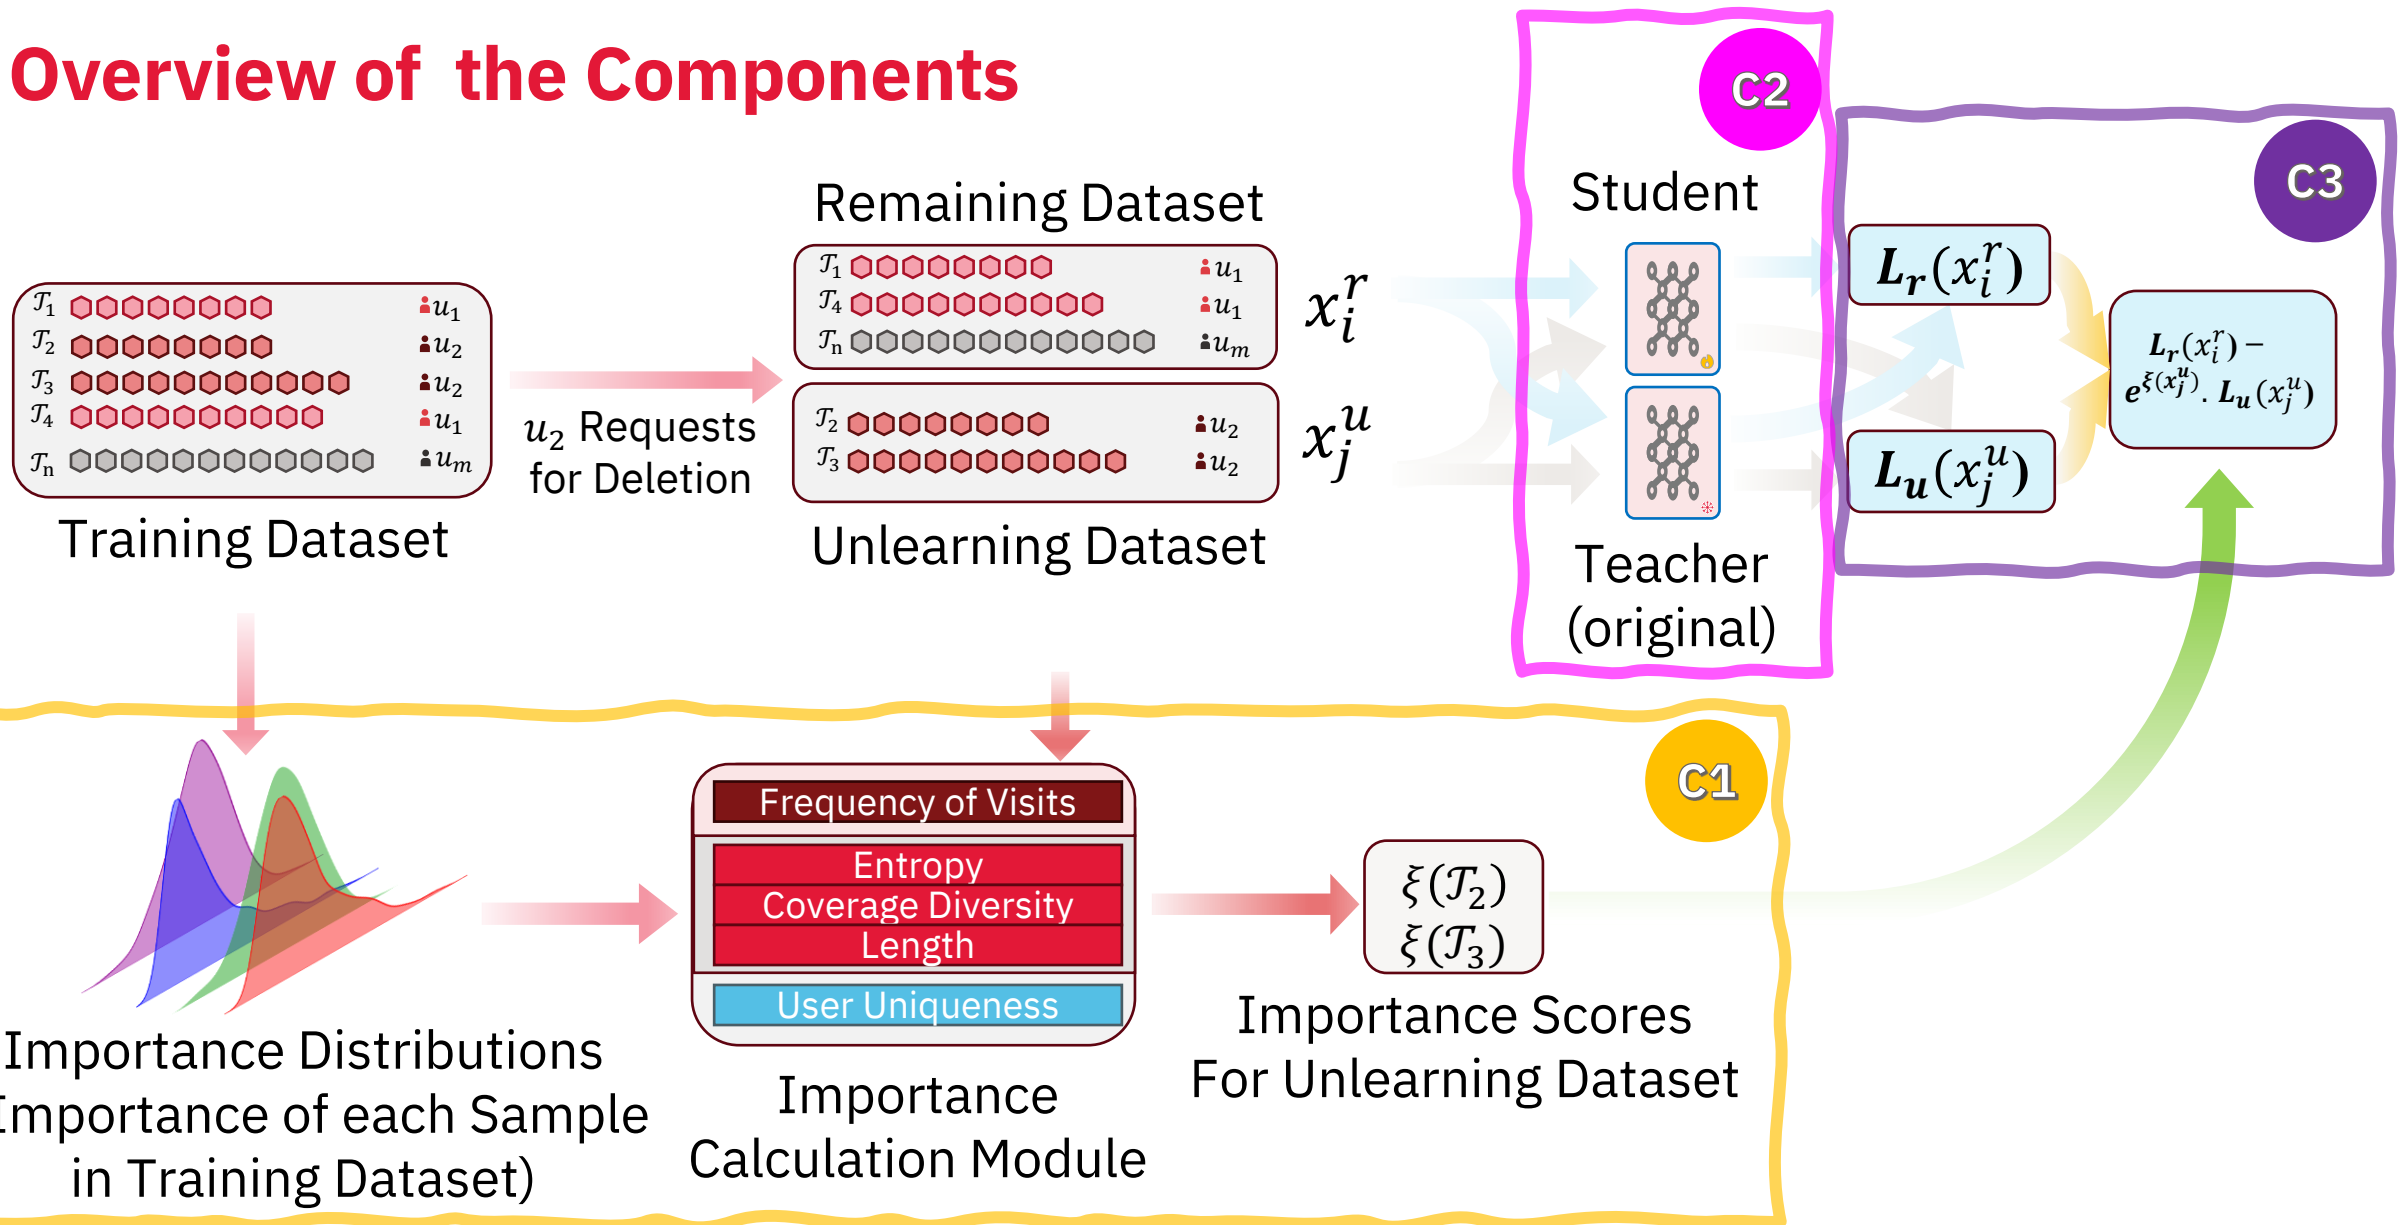 Overview of the Components
C2
C3
Remaining Dataset
𝒯1 u1
𝒯4 u1
𝒯n um
x_i^r
Student
L_r(x_i^r)
𝒯1 u1
𝒯2 u2
𝒯3 u2
𝒯4 u1
𝒯n um
Training Dataset
u2 Requests
for Deletion
𝒯2 u2
𝒯3 u2
Unlearning Dataset
x_j^u
Teacher
(original)
L_u(x_j^u)
L_r(x_i^r) −
e^{ξ(x_j^u)}. L_u(x_j^u)
C1
Importance Distributions
Importance of each Sample
in Training Dataset)
Frequency of Visits
Entropy
Coverage Diversity
Length
User Uniqueness
Importance
Calculation Module
ξ(𝒯2)
ξ(𝒯3)
Importance Scores
For Unlearning Dataset